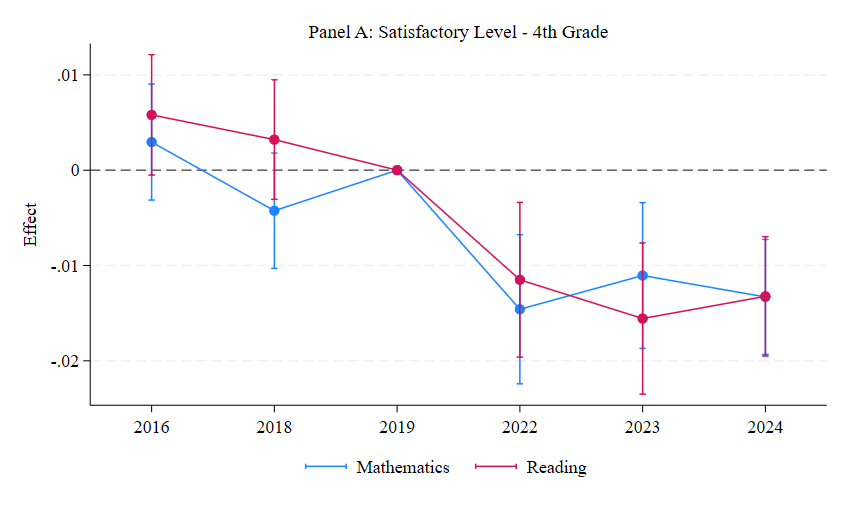 Panel A: Satisfactory Level - 4th Grade
.01
0
-.01
-.02
Effect
2016 2018 2019 2022 2023 2024
Mathematics Reading